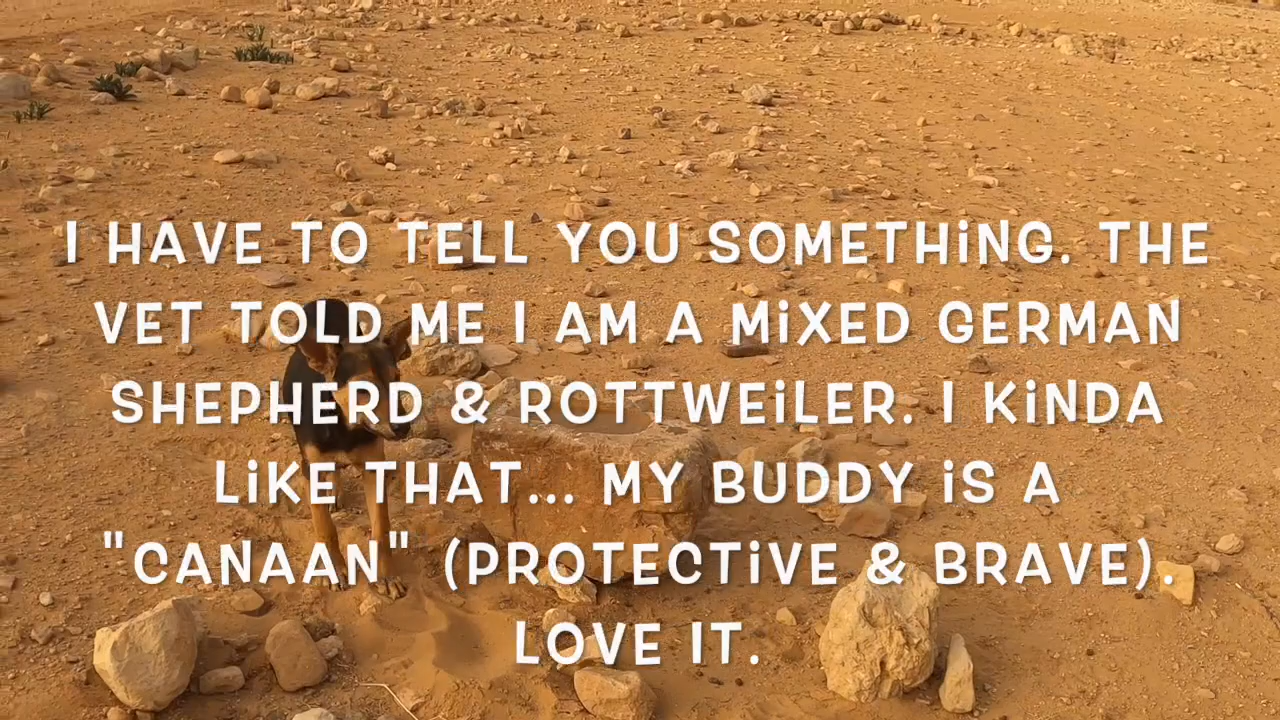 I HAVE TO TELL YOU SOMETHiNG. THE
VET TOLD ME I AM A MiXED GERMAN
SHEPHERD & ROTTWEiLER. I KiNDA
LiKE THAT... MY BUDDY iS A
"CANAAN" (PROTECTiVE & BRAVE).
LOVE IT.